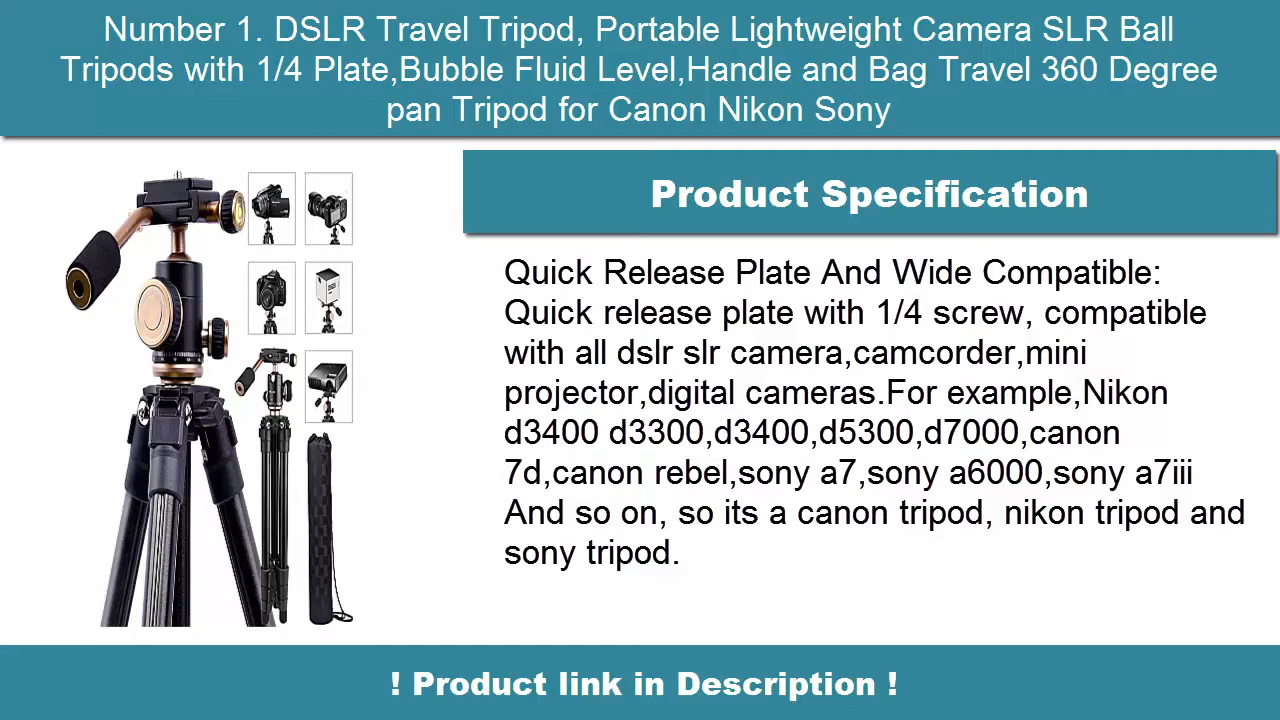 Number 1. DSLR Travel Tripod, Portable Lightweight Camera SLR Ball
Tripods with 1/4 Plate,Bubble Fluid Level,Handle and Bag Travel 360 Degree
pan Tripod for Canon Nikon Sony
Product Specification
Quick Release Plate And Wide Compatible:
Quick release plate with 1/4 screw, compatible
with all dslr slr camera,camcorder,mini
projector,digital cameras.For example,Nikon
d3400 d3300,d3400,d5300,d7000,canon
7d,canon rebel,sony a7,sony a6000,sony a7iii
And so on, so its a canon tripod, nikon tripod and
sony tripod.
! Product link in Description !